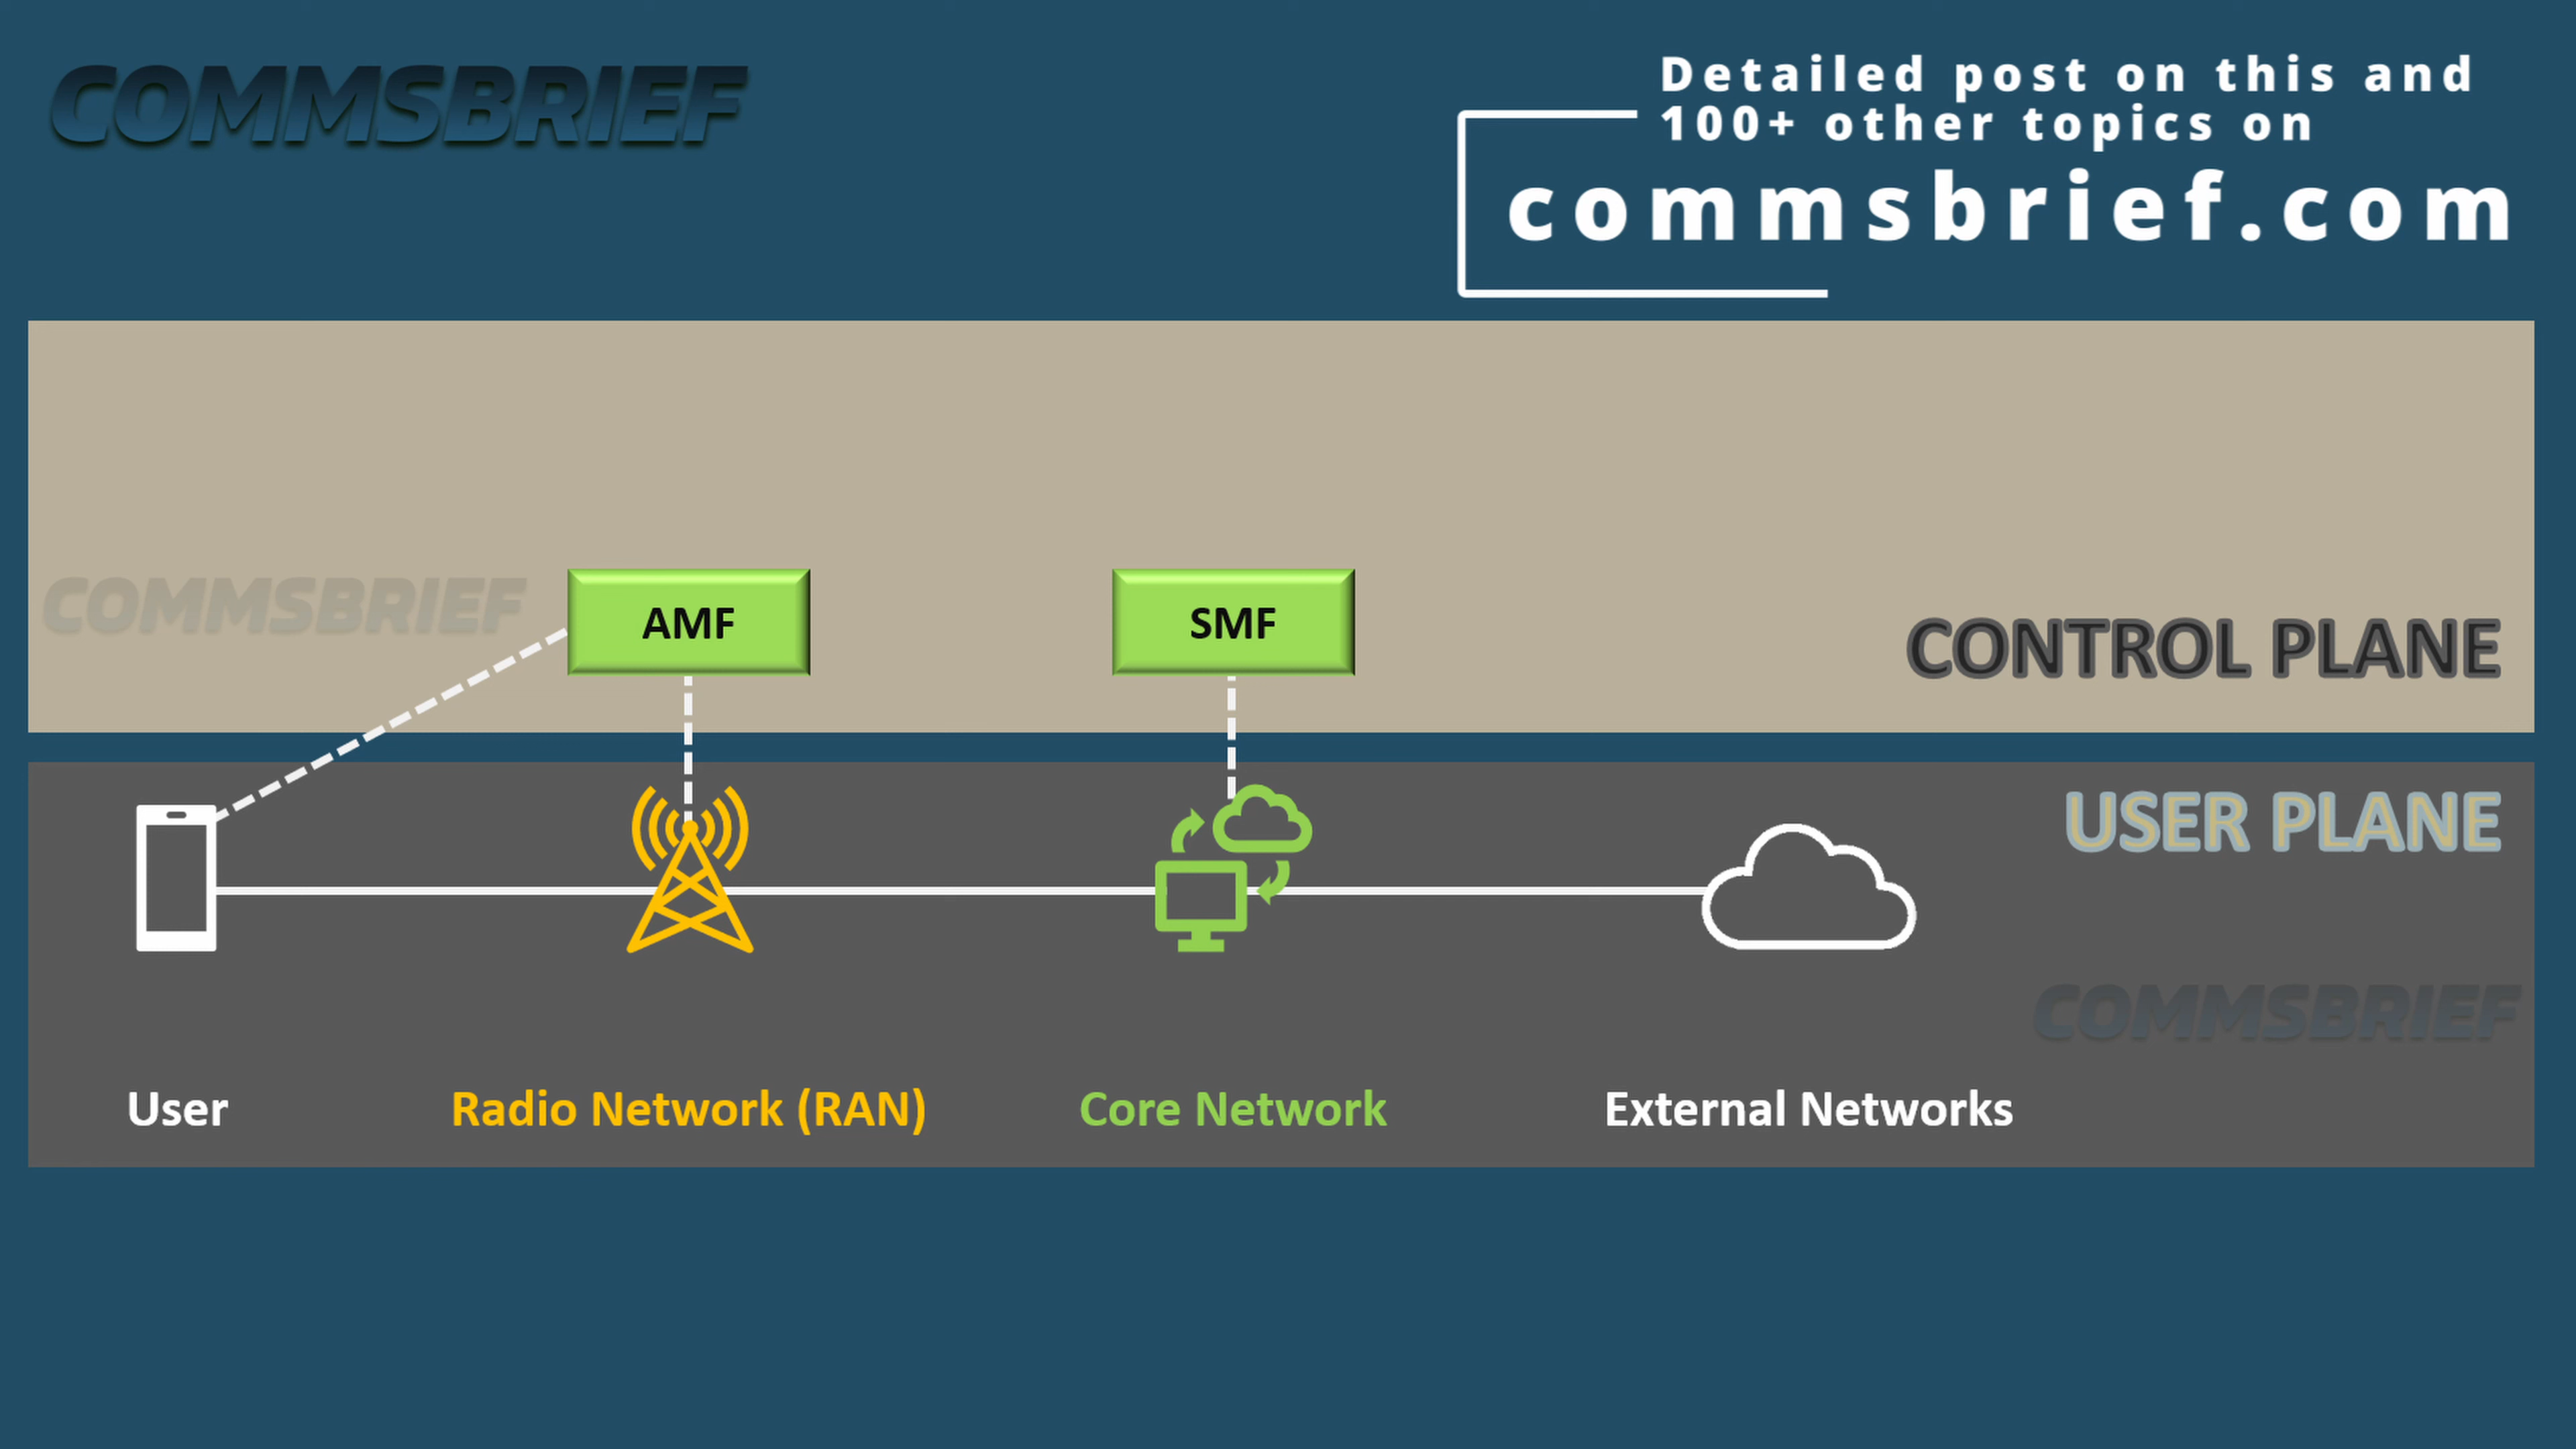 COMMSBRIEF
Detailed post on this and
100+ other topics on
commsbrief.com
COMMSBRIEF
AMF
SMF
CONTROL PLANE
USER PLANE
COMMSBRIEF
User
Radio Network (RAN)
Core Network
External Networks